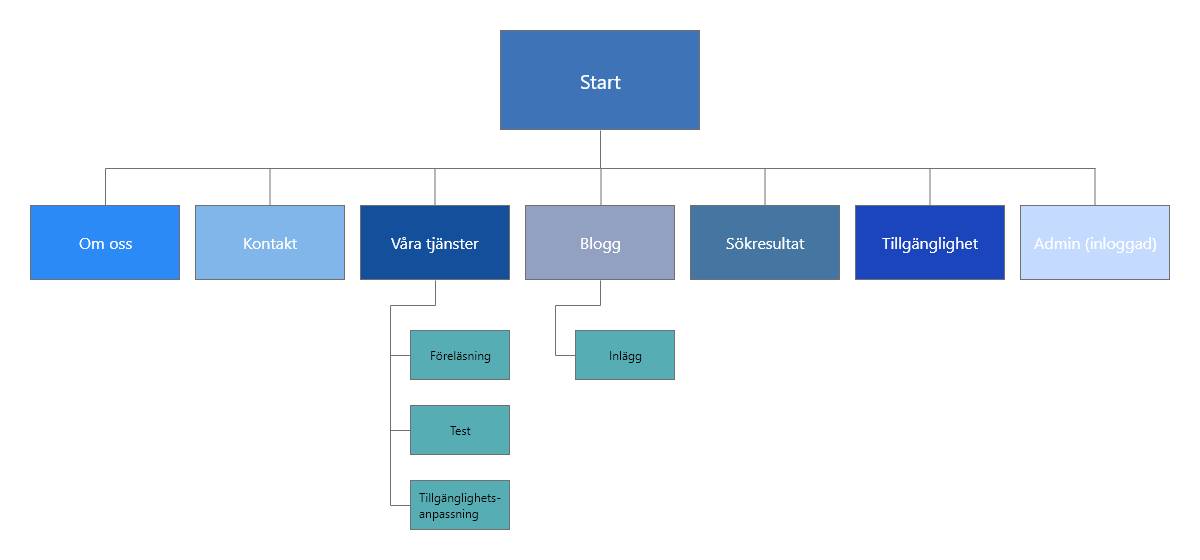 Start
Om oss
Kontakt
Våra tjänster
Blogg
Sökresultat
Tillgänglighet
Admin (inloggad)
Föreläsning
Inlägg
Test
Tillgänglighets-
anpassning